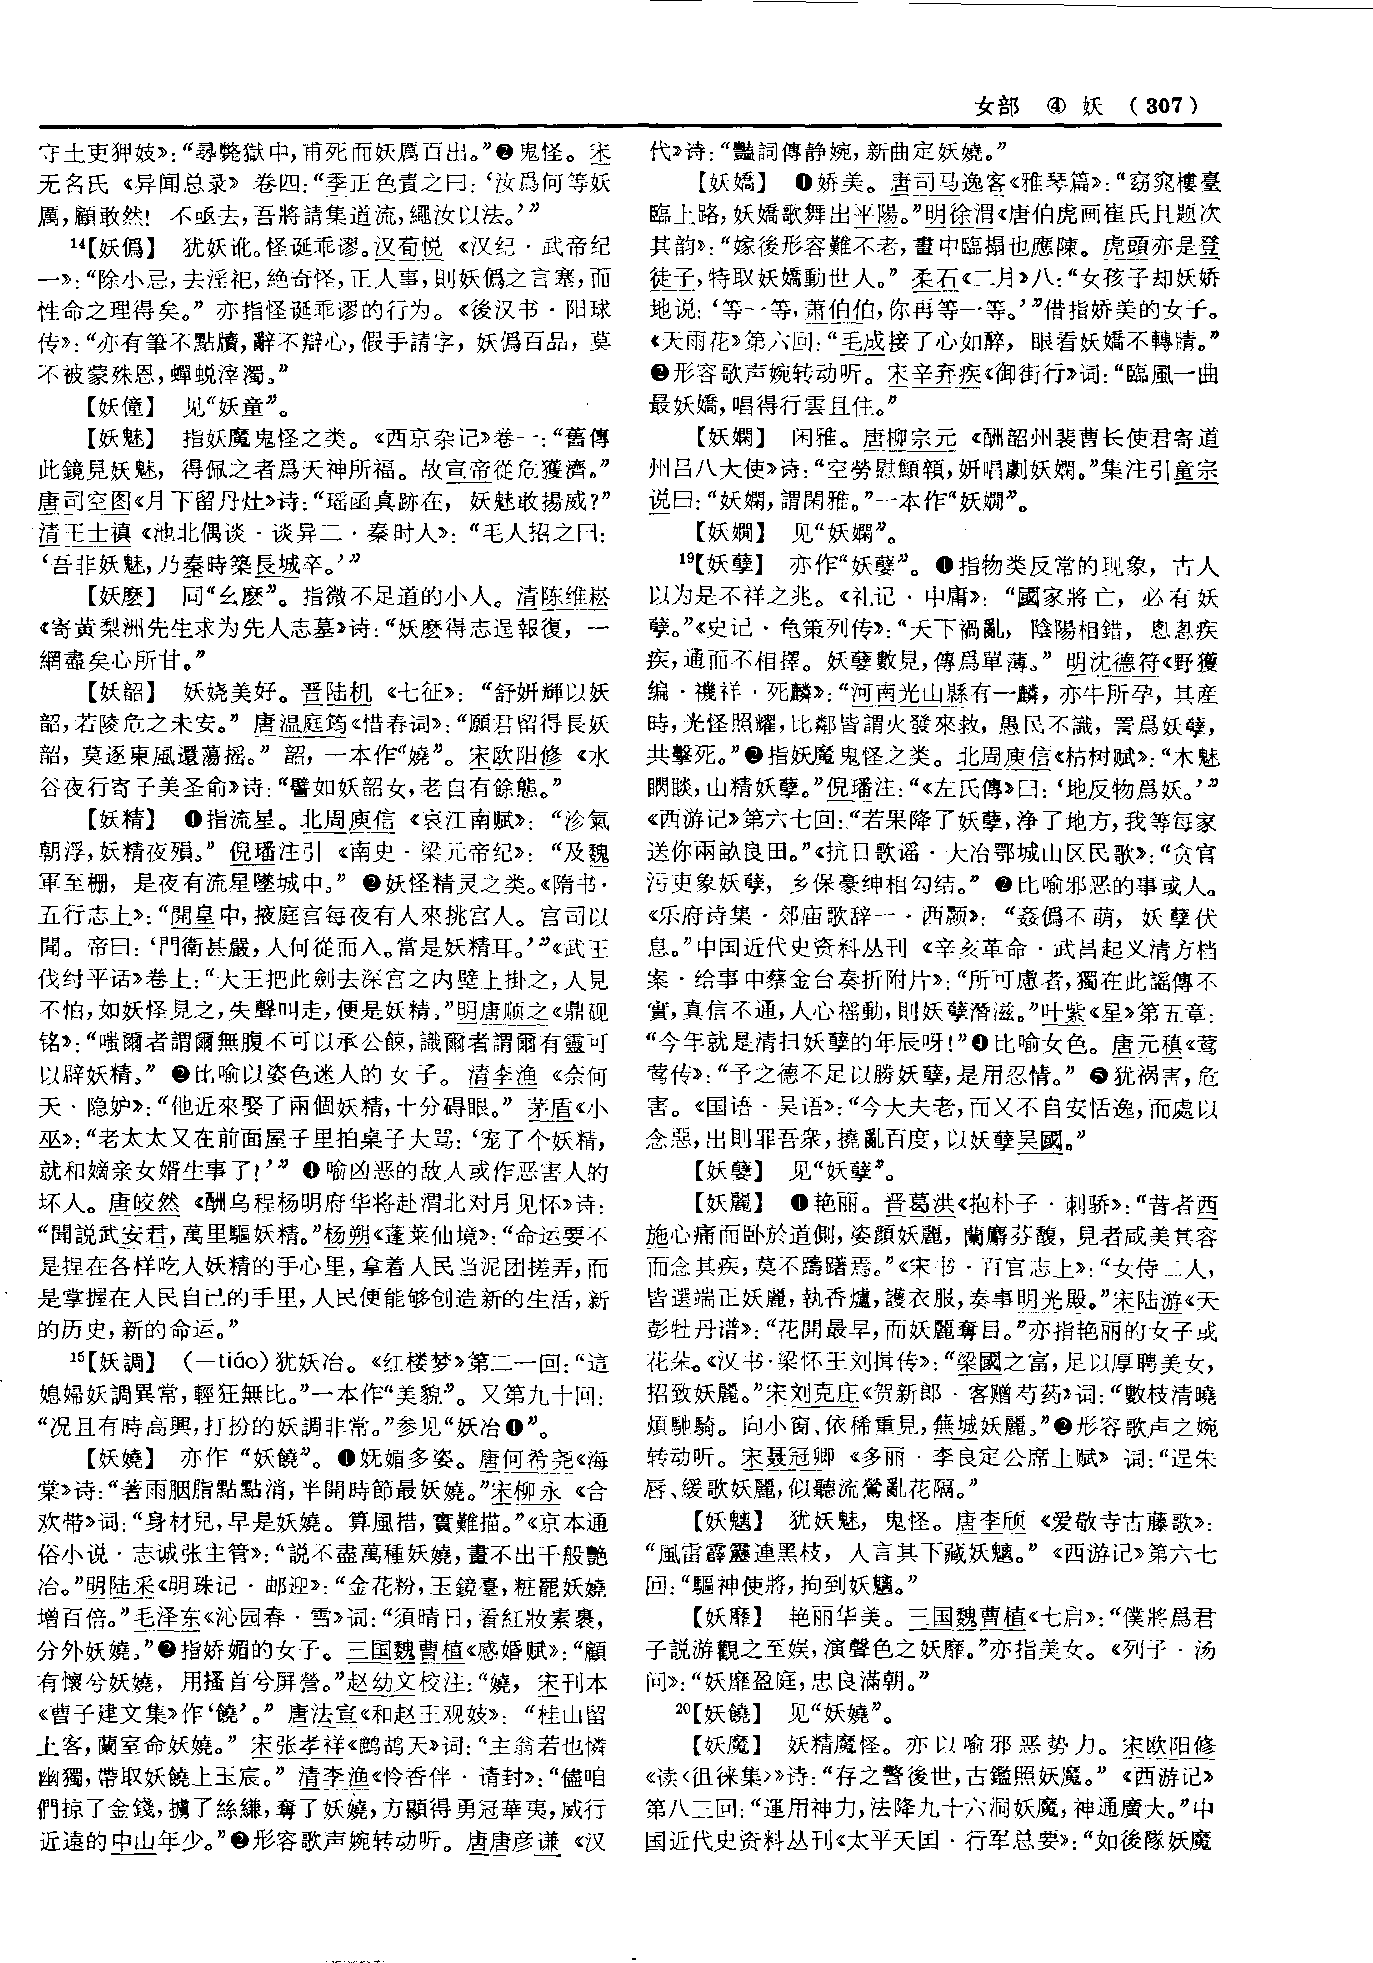 女部 ④ 妖 (307)
守土吏狎妓》：“尋斃獄中，甫死而妖厲百出。”❷鬼怪。宋
无名氏《异闻总录》卷四：“季正色責之曰：‘汝爲何等妖
厲，顧敢然！不亟去，吾將請集道流，繩汝以法。’”
14【妖僞】 犹妖讹。怪诞乖谬。汉荀悦《汉纪·武帝纪
一》：“除小忌，去淫祀，絶奇怪，正人事，則妖僞之言塞，而
性命之理得矣。”亦指怪诞乖谬的行为。《後汉书·阳球
传》：“亦有筆不點牘，辭不辯心，假手請字，妖僞百品，莫
不被蒙殊恩，蟬蜕滓濁。”
【妖僮】 见“妖童”。
【妖魅】 指妖魔鬼怪之类。《西京杂记》卷一：“舊傳
此鏡見妖魅，得佩之者爲天神所福。故宣帝從危獲濟。”
唐司空图《月下留丹灶》诗：“瑶函真跡在，妖魅敢揚威？”
清王士禛《池北偶谈·谈异二·秦时人》：“毛人招之曰：
‘吾非妖魅，乃秦時築長城卒。’”
【妖麽】 同“幺麽”。指微不足道的小人。清陈维崧
《寄黄梨洲先生求为先人志墓》诗：“妖麽得志逞報復，一
網盡矣心所甘。”
【妖韶】 妖娆美好。晋陆机《七征》：“舒妍輝以妖
韶，若陵危之未安。”唐温庭筠《惜春词》：“願君留得長妖
韶，莫逐東風還蕩摇。”韶，一本作“嬈”。宋欧阳修《水
谷夜行寄子美圣俞》诗：“譬如妖韶女，老自有餘態。”
【妖精】 ❶指流星。北周庾信《哀江南赋》：“沴氣
朝浮，妖精夜殞。”倪璠注引《南史·梁元帝纪》：“及魏
軍至栅，是夜有流星墜城中。”❷妖怪精灵之类。《隋书·
五行志上》：“開皇中，掖庭宫每夜有人來挑宫人。宫司以
聞。帝曰：‘門衛甚嚴，人何從而入。當是妖精耳。’”《武王
伐纣平话》卷上：“大王把此劍去深宫之内壁上掛之，人見
不怕，如妖怪見之，失聲叫走，便是妖精。”明唐顺之《鼎砚
铭》：“嗤爾者謂爾無腹不可以承公餗，識爾者謂爾有靈可
以辟妖精。”❷比喻以姿色迷人的女子。清李渔《奈何
天·隐妒》：“他近來娶了兩個妖精，十分碍眼。”茅盾《小
巫》：“老太太又在前面屋子里拍桌子大骂：‘宠了个妖精，
就和嫡亲女婿生事了！’”❹喻凶恶的敌人或作恶害人的
坏人。唐皎然《酬乌程杨明府华将赴渭北对月见怀》诗：
“聞説武安君，萬里驅妖精。”杨朔《蓬莱仙境》：“命运要不
是捏在各样吃人妖精的手心里，拿着人民当泥团搓弄，而
是掌握在人民自己的手里，人民便能够创造新的生活，新
的历史，新的命运。”
15【妖調】 （—tiáo）犹妖冶。《红楼梦》第二一回：“這
媳婦妖調異常，輕狂無比。”一本作“美貌”。又第九十回：
“况且有時高興，打扮的妖調非常。”参见“妖冶❶”。
【妖嬈】 亦作“妖饒”。❶妩媚多姿。唐何希尧《海
棠》诗：“著雨胭脂點點消，半開時節最妖嬈。”宋柳永《合
欢带》词：“身材兒，早是妖嬈。算風措，實難描。”《京本通
俗小说·志诚张主管》：“説不盡萬種妖嬈，畫不出千般艷
冶。”明陆采《明珠记·邮迎》：“金花粉，玉鏡臺，粧罷妖嬈
增百倍。”毛泽东《沁园春·雪》词：“須晴日，看紅妝素裹，
分外妖嬈。”❷指娇媚的女子。三国魏曹植《感婚赋》：“顧
有懷兮妖嬈，用搔首兮屏營。”赵幼文校注：“嬈，宋刊本
《曹子建文集》作‘饒’。”唐法宣《和赵王观妓》：“桂山留
上客，蘭室命妖嬈。”宋张孝祥《鹧鸪天》词：“主翁若也憐
幽獨，帶取妖饒上玉宸。”清李渔《怜香伴·请封》：“儘咱
們掠了金錢，擄了絲縑，奪了妖嬈，方顯得勇冠華夷，威行
近遠的中山年少。”❷形容歌声婉转动听。唐唐彦谦《汉
代》诗：“豔詞傳静婉，新曲定妖嬈。”
【妖嬌】 ❶娇美。唐司马逸客《雅琴篇》：“窈窕樓臺
臨上路，妖嬌歌舞出平陽。”明徐渭《唐伯虎画崔氏且题次
其韵》：“嫁後形容難不老，畫中臨搨也應陳。虎頭亦是登
徒子，特取妖嬌動世人。”柔石《二月》八：“女孩子却妖娇
地说：‘等一等，萧伯伯，你再等一等。’”借指娇美的女子。
《天雨花》第六回：“毛成接了心如醉，眼看妖嬌不轉睛。”
❷形容歌声婉转动听。宋辛弃疾《御街行》词：“臨風一曲
最妖嬌，唱得行雲且住。”
【妖嫻】 闲雅。唐柳宗元《酬韶州裴曹长使君寄道
州吕八大使》诗：“空勞慰顦顇，妍唱劇妖嫻。”集注引童宗
说曰：“妖嫻，謂閑雅。”一本作“妖嫺”。
【妖嫺】 见“妖嫻”。
19【妖孽】 亦作“妖孼”。❶指物类反常的现象，古人
以为是不祥之兆。《礼记·中庸》：“國家將亡，必有妖
孽。”《史记·龟策列传》：“天下禍亂，陰陽相錯，悤悤疾
疾，通而不相擇。妖孽數見，傳爲單薄。”明沈德符《野獲
编·禨祥·死麟》：“河南光山縣有一麟，亦牛所孕，其産
時，光怪照耀，比鄰皆謂火發來救，愚民不識，詈爲妖孽，
共擊死。”❷指妖魔鬼怪之类。北周庾信《枯树赋》：“木魅
睒睗，山精妖孽。”倪璠注：“《左氏傳》曰：‘地反物爲妖。’”
《西游记》第六七回：“若果降了妖孽，净了地方，我等每家
送你兩畝良田。”《抗日歌谣·大冶鄂城山区民歌》：“贪官
污吏象妖孽，乡保豪绅相勾结。”❷比喻邪恶的事或人。
《乐府诗集·郊庙歌辞一·西颢》：“姦僞不萌，妖孽伏
息。”中国近代史资料丛刊《辛亥革命·武昌起义清方档
案·给事中蔡金台奏折附片》：“所可慮者，獨在此謡傳不
實，真信不通，人心摇動，則妖孽潛滋。”叶紫《星》第五章：
“今年就是清扫妖孽的年辰呀！”❹比喻女色。唐元稹《莺
莺传》：“予之德不足以勝妖孽，是用忍情。”❺犹祸害，危
害。《国语·吴语》：“今大夫老，而又不自安恬逸，而處以
念惡，出則罪吾衆，撓亂百度，以妖孽吴國。”
【妖孼】 见“妖孽”。
【妖麗】 ❶艳丽。晋葛洪《抱朴子·刺骄》：“昔者西
施心痛而卧於道側，姿顔妖麗，蘭麝芬馥，見者咸美其容
而念其疾，莫不躊躇焉。”《宋书·百官志上》：“女侍二人，
皆選端正妖麗，執香爐，護衣服，奏事明光殿。”宋陆游《天
彭牡丹谱》：“花開最早，而妖麗奪目。”亦指艳丽的女子或
花朵。《汉书·梁怀王刘揖传》：“梁國之富，足以厚聘美女，
招致妖麗。”宋刘克庄《贺新郎·客赠芍药》词：“數枝清曉
煩馳騎。向小窗、依稀重見，蕪城妖麗。”❷形容歌声之婉
转动听。宋聂冠卿《多丽·李良定公席上赋》词：“逞朱
唇、缓歌妖麗，似聽流鶯亂花隔。”
【妖魑】 犹妖魅，鬼怪。唐李颀《爱敬寺古藤歌》：
“風雷霹靂連黑枝，人言其下藏妖魑。”《西游记》第六七
回：“驅神使將，拘到妖魑。”
【妖靡】 艳丽华美。三国魏曹植《七启》：“僕將爲君
子説游觀之至娱，演聲色之妖靡。”亦指美女。《列子·汤
问》：“妖靡盈庭，忠良滿朝。”
20【妖饒】 见“妖嬈”。
【妖魔】 妖精魔怪。亦以喻邪恶势力。宋欧阳修
《读〈徂徕集〉》诗：“存之警後世，古鑑照妖魔。”《西游记》
第八三回：“運用神力，法降九十六洞妖魔，神通廣大。”中
国近代史资料丛刊《太平天国·行军总要》：“如後隊妖魔